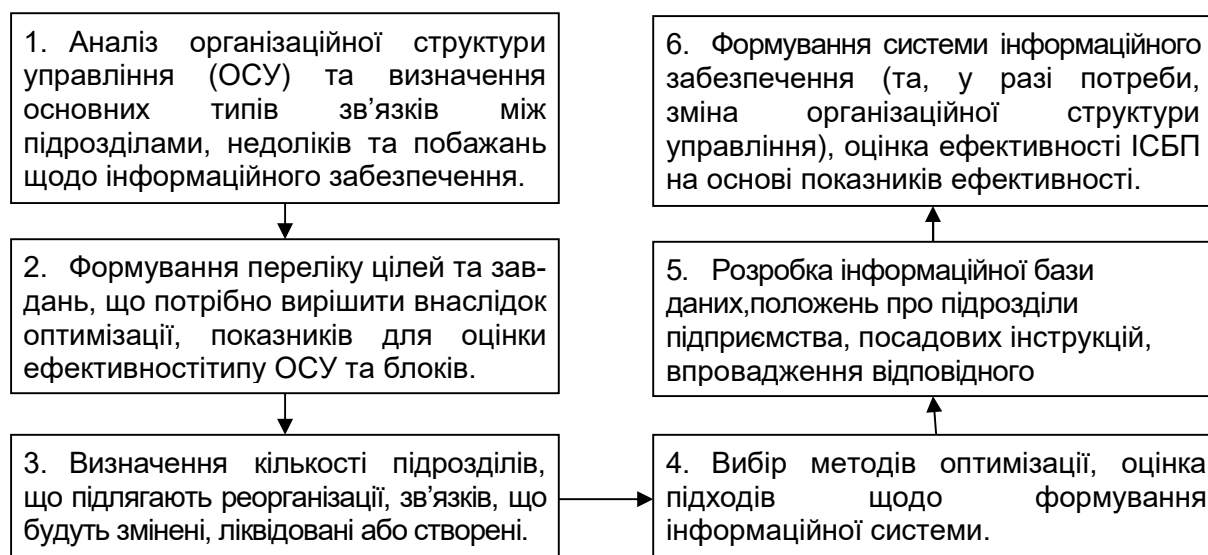 1. Аналіз організаційної структури
управління (ОСУ) та визначення
основних типів зв’язків між
підрозділами, недоліків та побажань
щодо інформаційного забезпечення.
2. Формування переліку цілей та зав-
дань, що потрібно вирішити внаслідок
оптимізації, показників для оцінки
ефективностітипу ОСУ та блоків.
3. Визначення кількості підрозділів,
що підлягають реорганізації, зв’язків, що
будуть змінені, ліквідовані або створені.
4. Вибір методів оптимізації, оцінка
підходів щодо формування
інформаційної системи.
5. Розробка інформаційної бази
даних,положень про підрозділи
підприємства, посадових інструкцій,
впровадження відповідного
6. Формування системи інформаційного
забезпечення (та, у разі потреби,
зміна організаційної структури
управління), оцінка ефективності ІСБП
на основі показників ефективності.